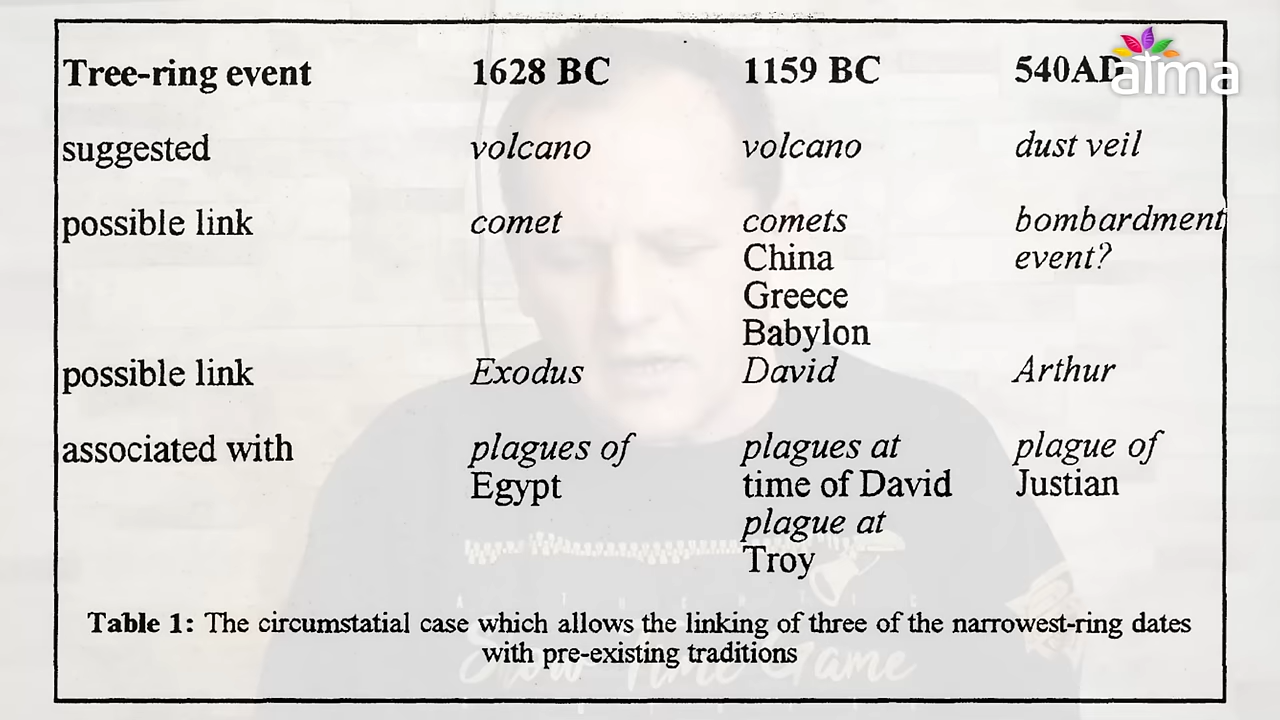 Tree-ring event 1628 BC 1159 BC 540AD
atma
suggested volcano volcano dust veil
possible link comet comets bombardment
China event?
Greece
Babylon
possible link Exodus David Arthur
associated with plagues of plagues at plague of
Egypt time of David Justian
plague at
Troy
Table 1: The circumstatial case which allows the linking of three of the narrowest-ring dates
with pre-existing traditions
Game